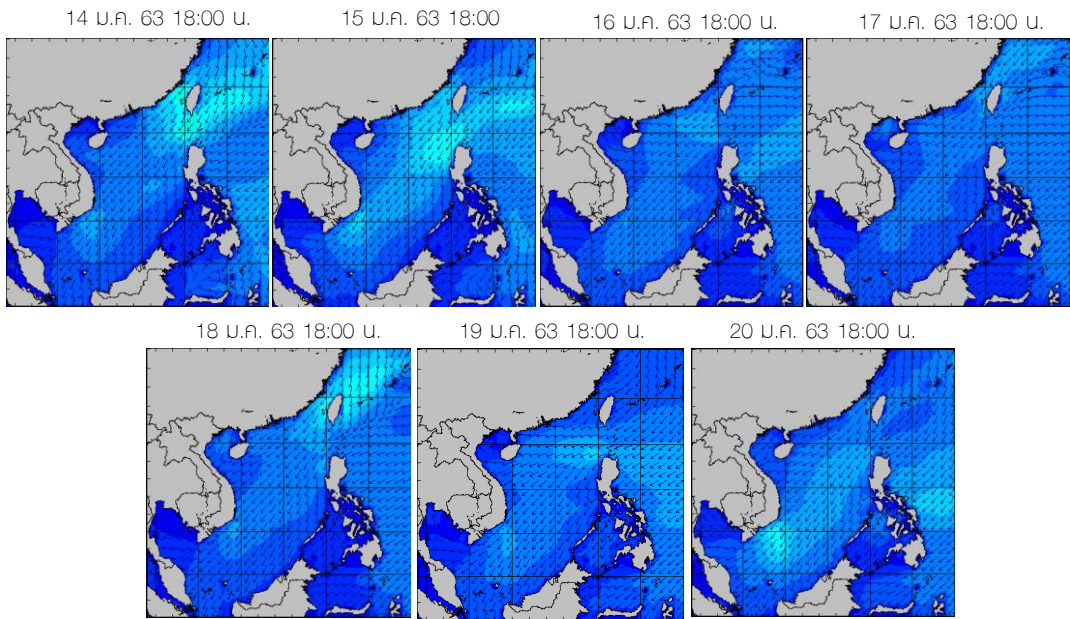 14 ม.ค. 63 18:00 น.
15 ม.ค. 63 18:00
16 ม.ค. 63 18:00 น.
17 ม.ค. 63 18:00 น.
18 ม.ค. 63 18:00 น.
19 ม.ค. 63 18:00 น.
20 ม.ค. 63 18:00 น.